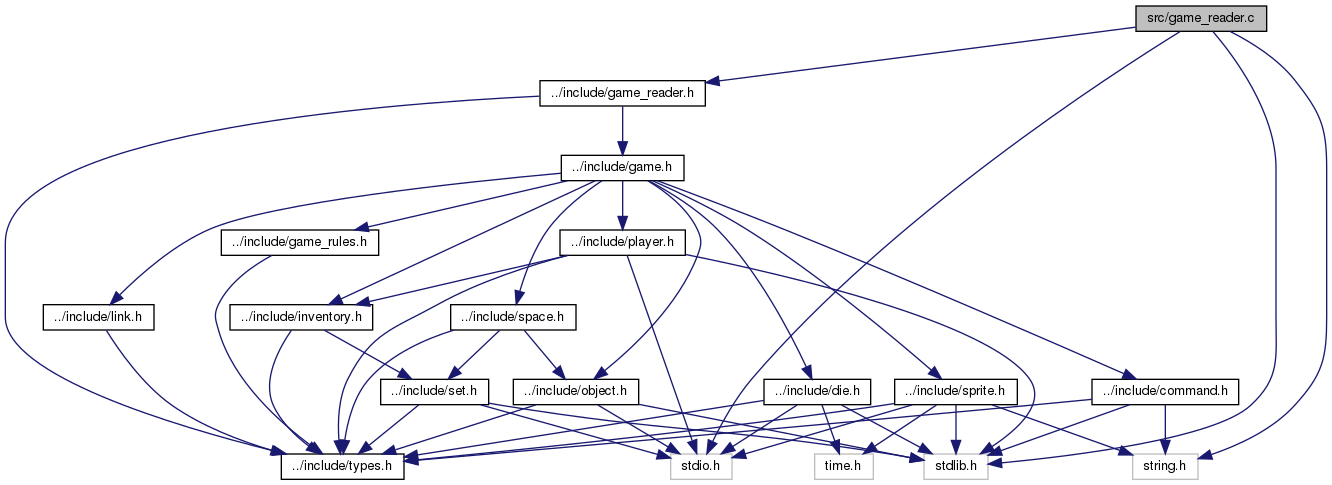 src/game_reader.c
../include/game_reader.h
../include/game.h
../include/game_rules.h
../include/player.h
../include/link.h
../include/inventory.h
../include/space.h
../include/set.h
../include/object.h
../include/die.h
../include/sprite.h
../include/command.h
../include/types.h
stdio.h
time.h
stdlib.h
string.h